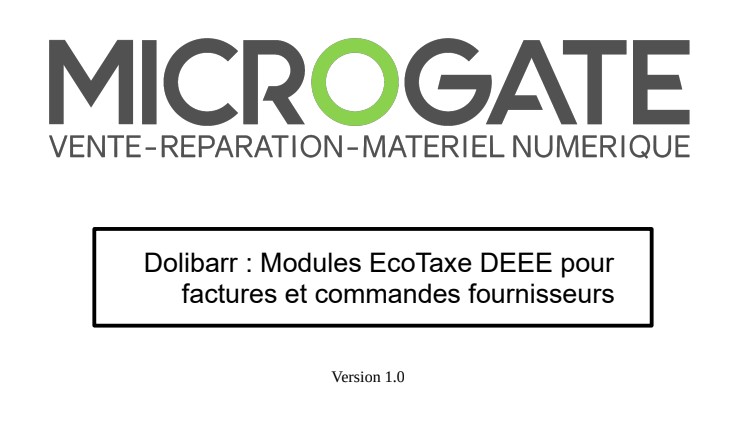 MICROGATE
VENTE-REPARATION-MATERIEL NUMERIQUE
Dolibarr : Modules EcoTaxe DEEE pour
factures et commandes fournisseurs
Version 1.0